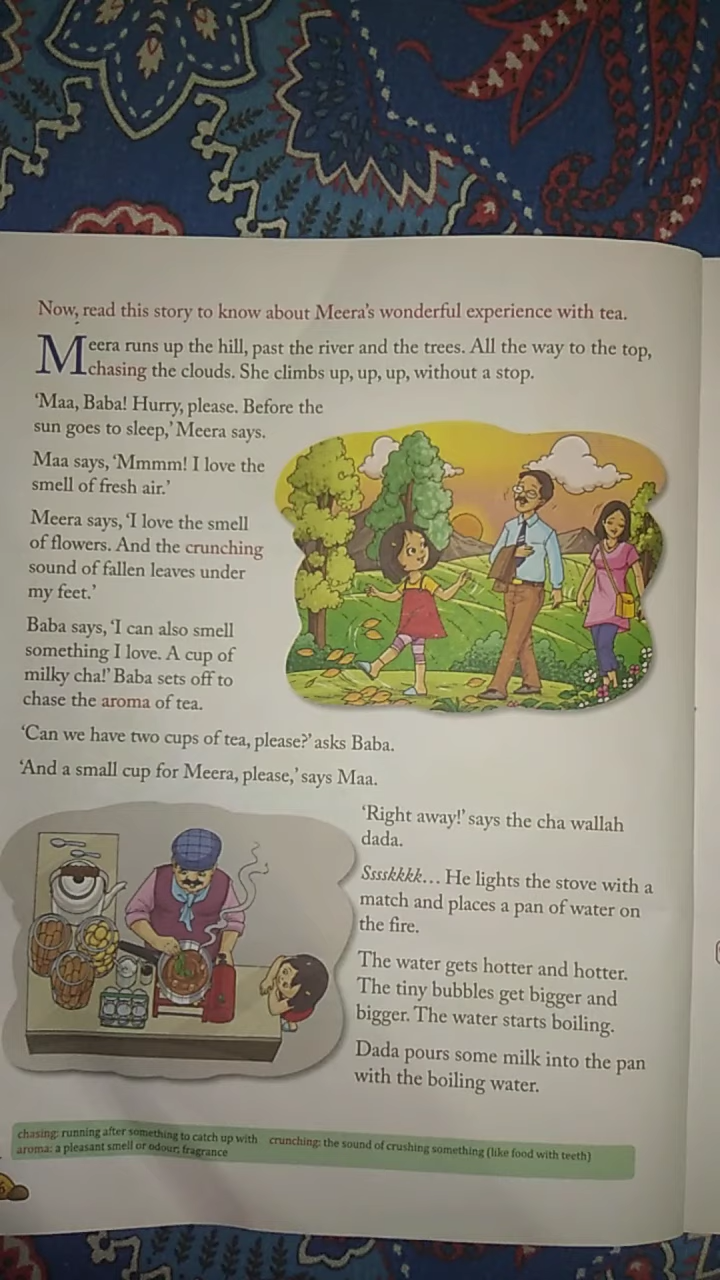 Now, read this story to know about Meera's wonderful experience with tea.
Meera runs up the hill, past the river and the trees. All the way to the top,
chasing the clouds. She climbs up, up, up, without a stop.
'Maa, Baba! Hurry, please. Before the
sun goes to sleep,' Meera says.
Maa says, 'Mmmm! I love the
smell of fresh air.'
Meera says, 'I love the smell
of flowers. And the crunching
sound of fallen leaves under
my feet.'
Baba says, 'I can also smell
something I love. A cup of
milky cha!' Baba sets off to
chase the aroma of tea.
'Can we have two cups of tea, please?' asks Baba.
'And a small cup for Meera, please,' says Maa.
'Right away!' says the cha wallah
dada.
Sssskkkk... He lights the stove with a
match and places a pan of water on
the fire.
The water gets hotter and hotter.
The tiny bubbles get bigger and
bigger. The water starts boiling.
Dada pours some milk into the pan
with the boiling water.
chasing: running after something to catch up with crunching: the sound of crushing something (like food with teeth)
aroma: a pleasant smell or odour; fragrance